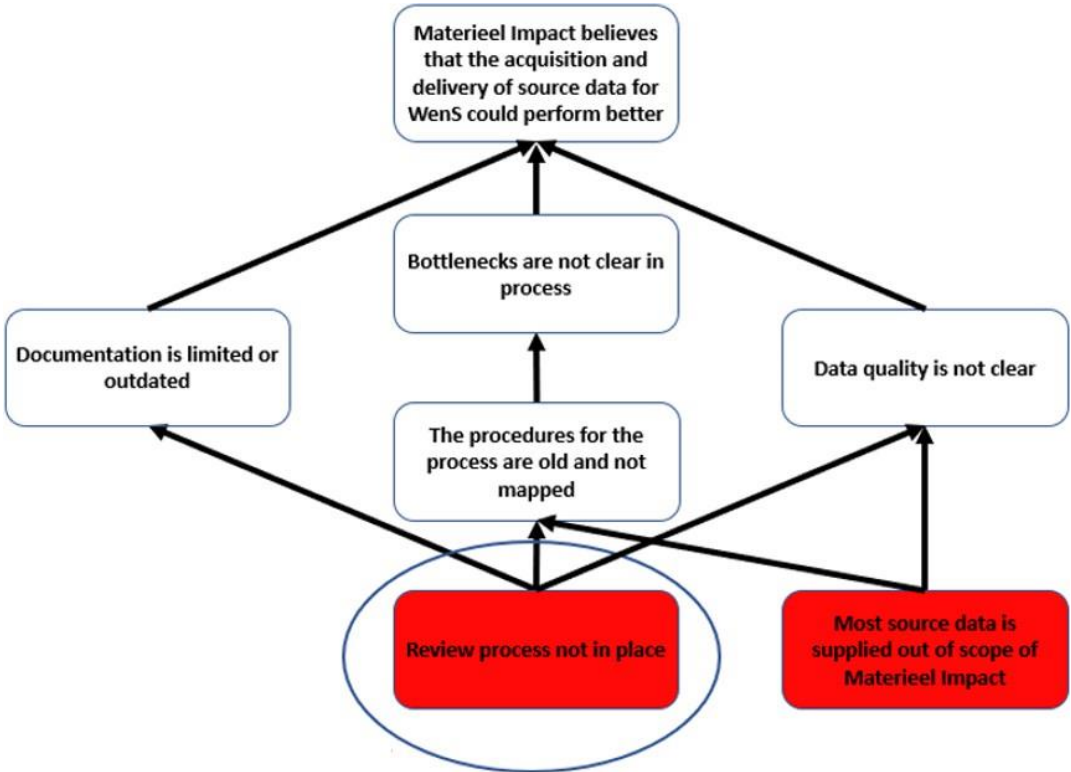 Materieel Impact believes
that the acquisition and
delivery of source data for
WenS could perform better
Bottlenecks are not clear in
process
Documentation is limited or
outdated
Data quality is not clear
The procedures for the
process are old and not
mapped
Review process not in place
Most source data is
supplied out of scope of
Materieel Impact